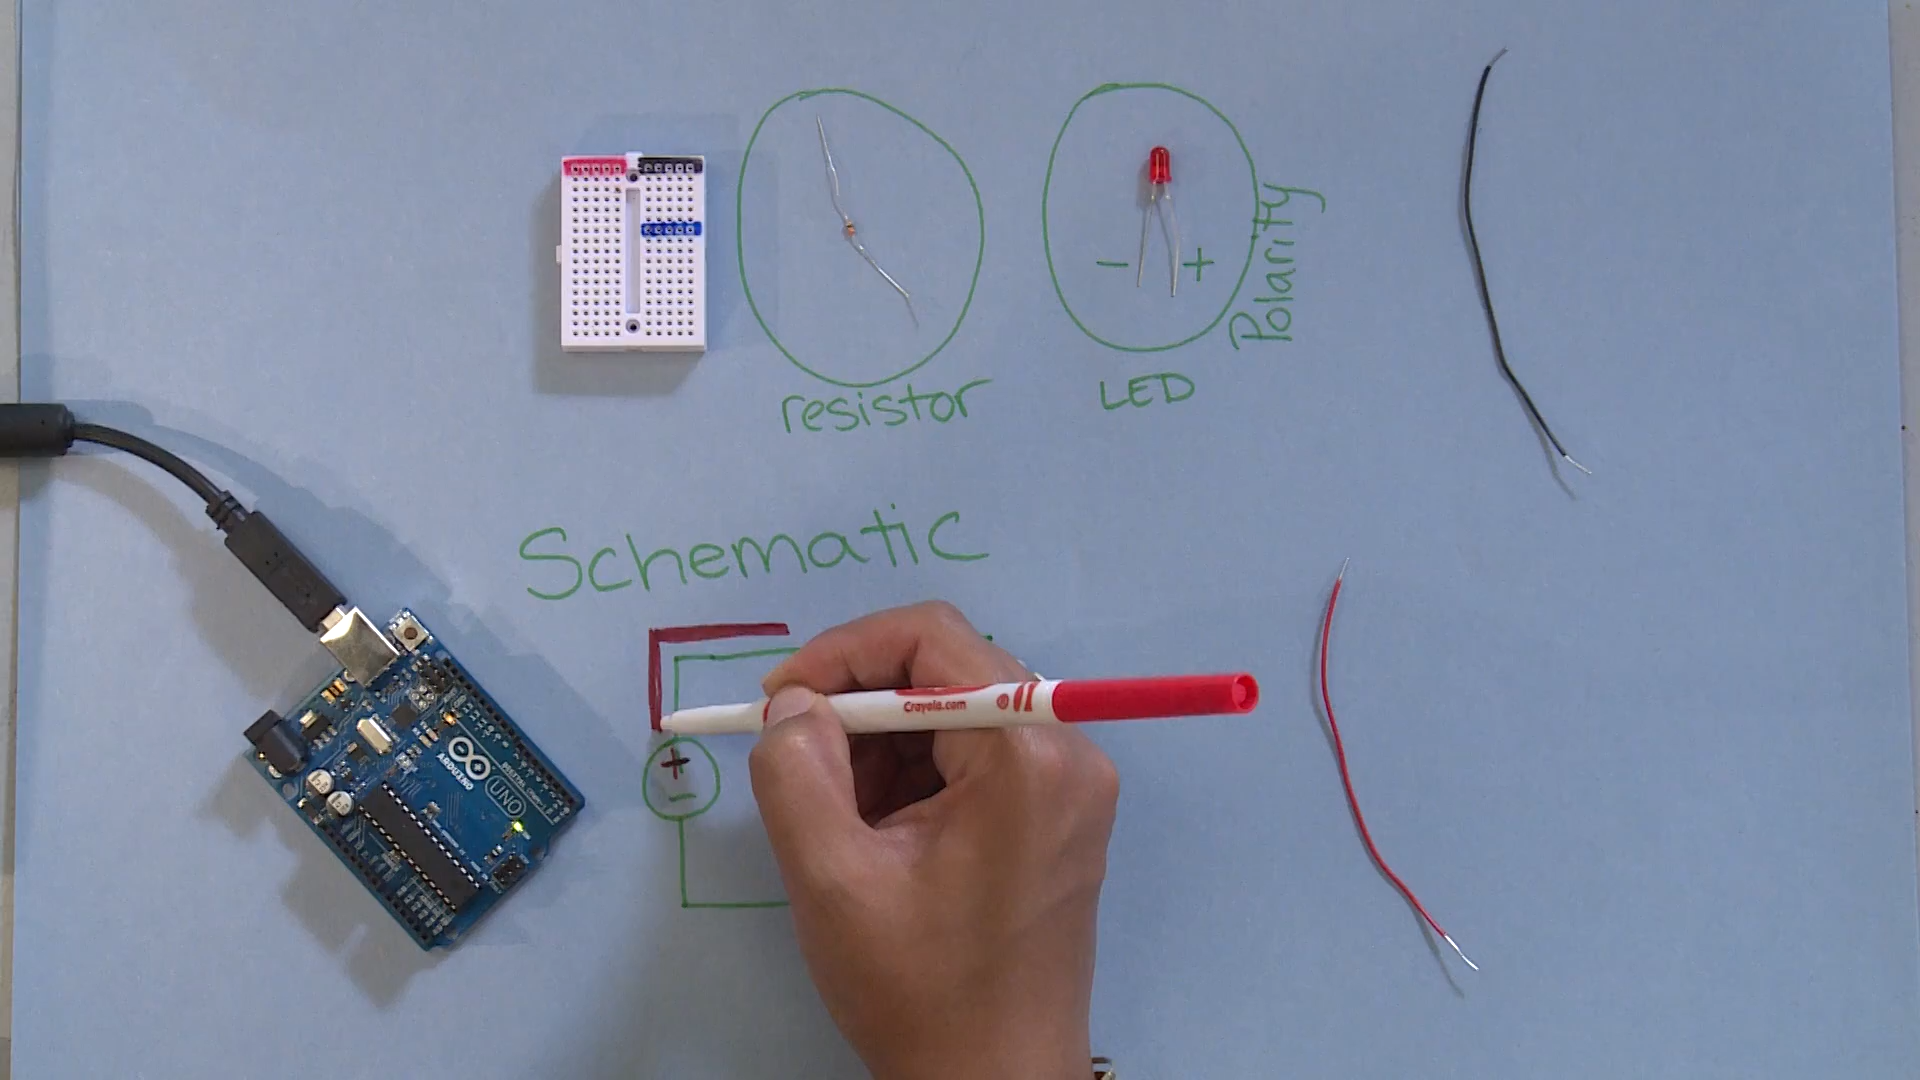 - +
Polarity
resistor
LED
Schematic
+
-
Crayola.com
ARDUINO
UNO